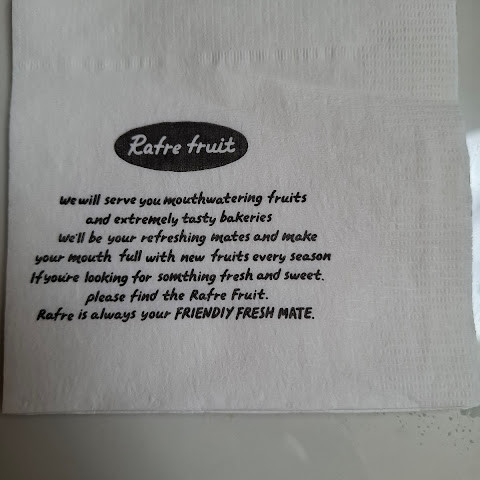 Rafre fruit
we will serve you mouthwatering fruits
and extremely tasty bakeries
We'll be your refreshing mates and make
your mouth full with new fruits every season
If you're looking for somthing fresh and sweet.
please find the Rafre Fruit.
Rafre is always your FRIENDIY FRESH MATE.